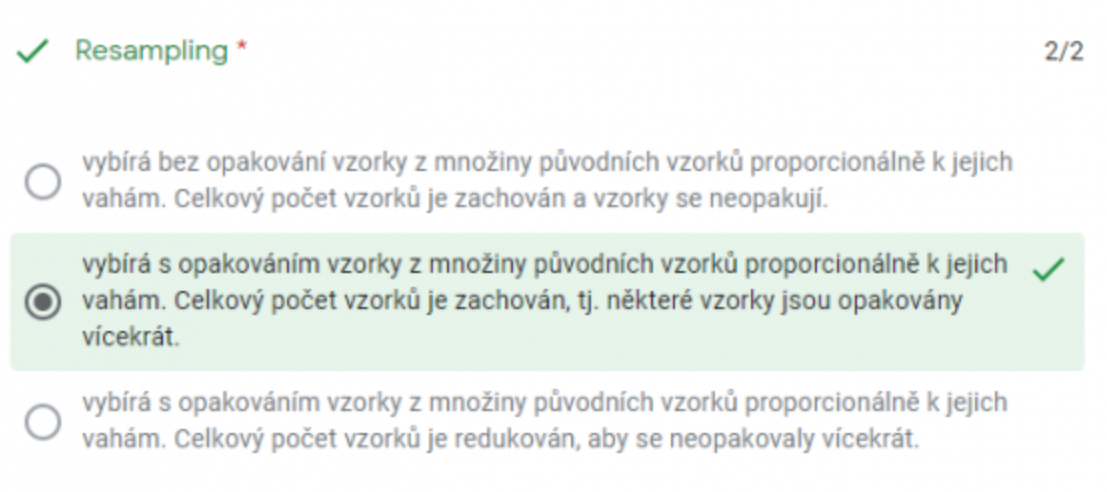 Resampling *
2/2
vybírá bez opakování vzorky z množiny původních vzorků proporcionálně k jejich
vahám. Celkový počet vzorků je zachován a vzorky se neopakují.
vybírá s opakováním vzorky z množiny původních vzorků proporcionálně k jejich
vahám. Celkový počet vzorků je zachován, tj. některé vzorky jsou opakovány
vícekrát.
vybírá s opakováním vzorky z množiny původních vzorků proporcionálně k jejich
vahám. Celkový počet vzorků je redukován, aby se neopakovaly vícekrát.